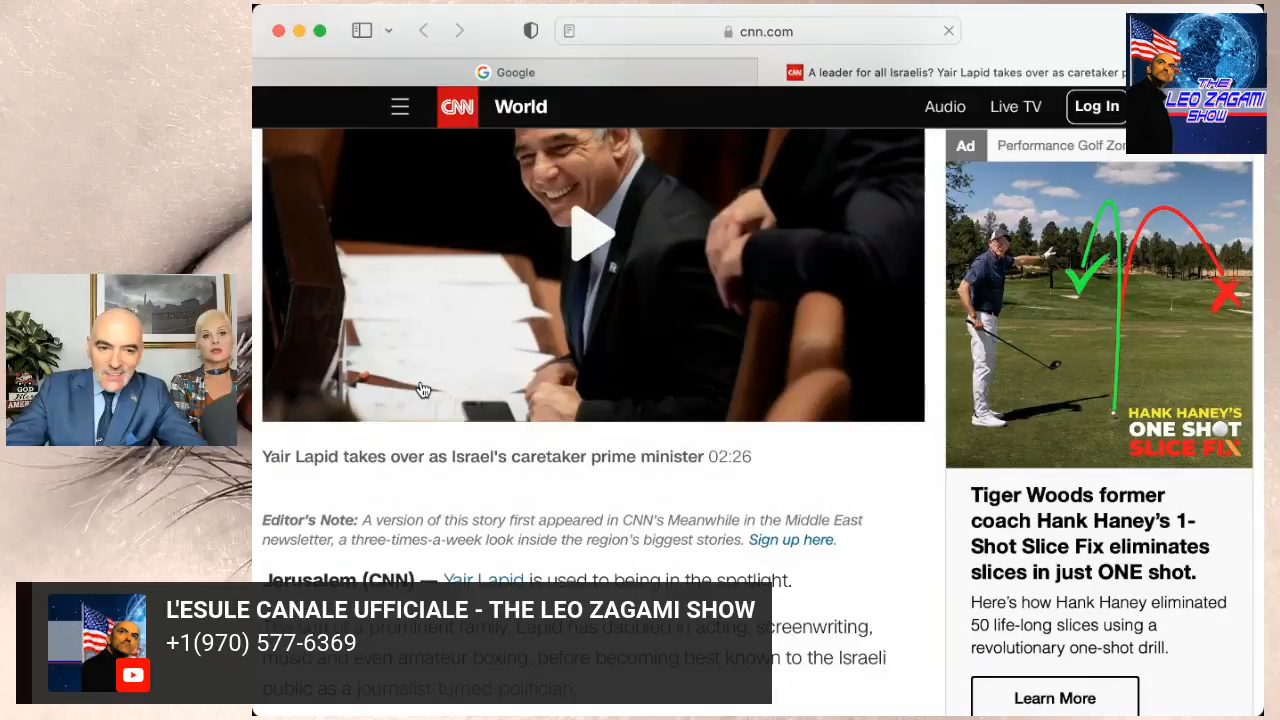 cnn.com
Google
CNN A leader for all Israelis? Yair Lapid takes over as caretaker p
THE
LEO ZAGAMI
SHOW
CNN World
Audio Live TV Log In
Ad Performance Golf Zon
HANK HANEY'S
ONE SHOT
SLICE FIX
GOD
AMERIC
Yair Lapid takes over as Israel's caretaker prime minister 02:26
Editor's Note: A version of this story first appeared in CNN's Meanwhile in the Middle East
newsletter, a three-times-a-week look inside the region's biggest stories. Sign up here.
Jerusalem (CNN) — Yair Lapid is used to being in the spotlight.
of a prominent family, Lapid has dabbled in acting, screenwriting,
music and even amateur boxing, before becoming best known to the Israeli
public as a journalist-turned-politician.
L'ESULE CANALE UFFICIALE - THE LEO ZAGAMI SHOW
+1(970) 577-6369
Tiger Woods former
coach Hank Haney's 1-
Shot Slice Fix eliminates
slices in just ONE shot.
Here's how Hank Haney eliminated
50 life-long slices using a
revolutionary one-shot drill.
Learn More